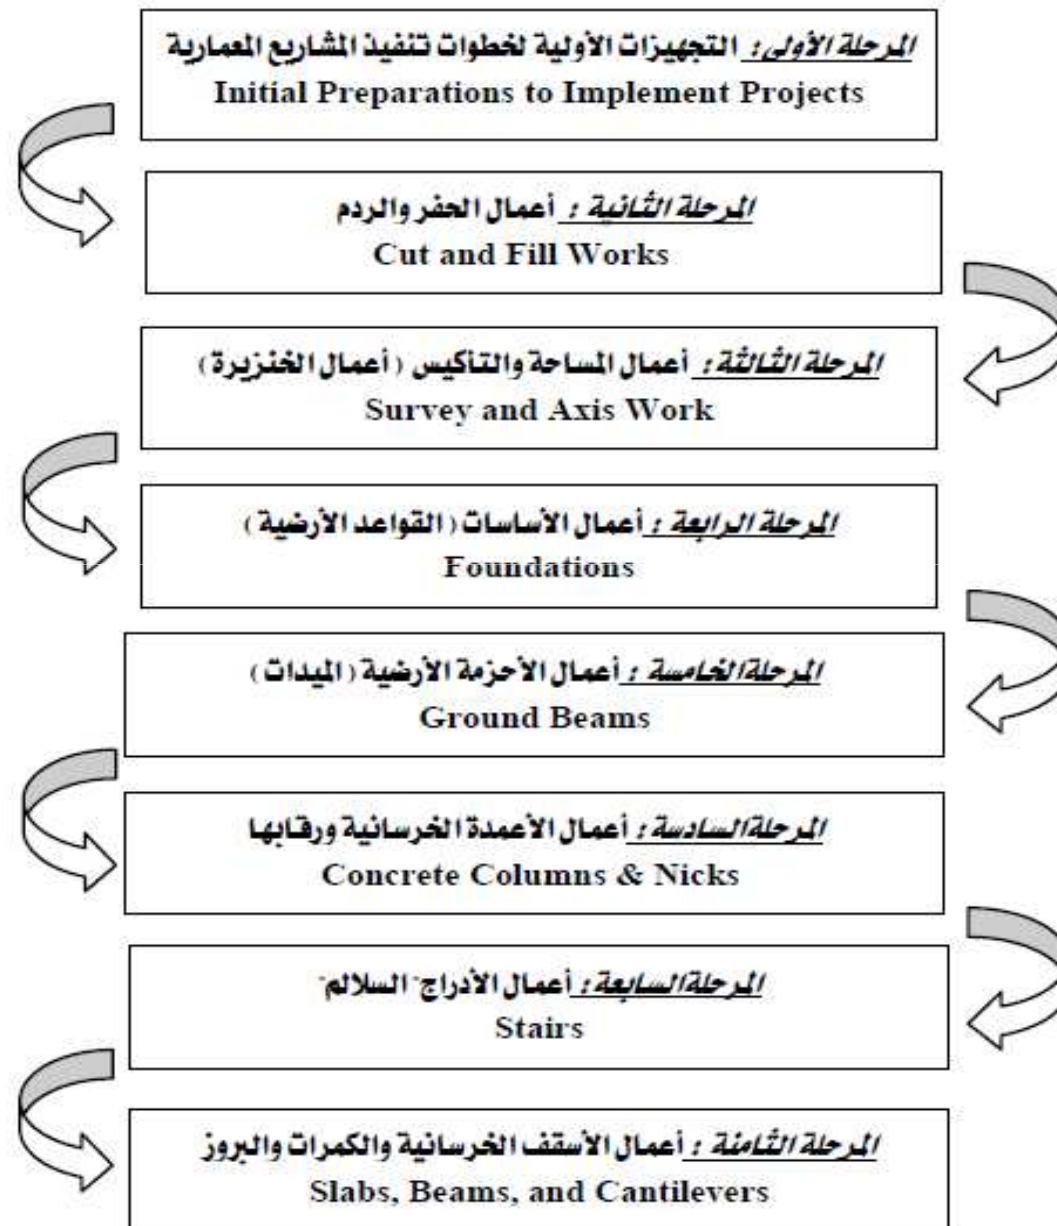 المرحلة الأولى: التجهيزات الأولية لخطوات تنفيذ المشاريع المعمارية
Initial Preparations to Implement Projects
المرحلة الثانية : أعمال الحفر والردم
Cut and Fill Works
المرحلة الثالثة: أعمال المساحة والتأكيس ( أعمال الخنزيرة )
Survey and Axis Work
المرحلة الرابعة : أعمال الأساسات ( القواعد الأرضية )
Foundations
المرحلة الخامسة : أعمال الأحزمة الأرضية ( الميدات )
Ground Beams
المرحلة السادسة : أعمال الأعمدة الخرسانية ورقابها
Concrete Columns & Nicks
المرحلة السابعة : أعمال الأدراج- السلالم-
Stairs
المرحلة الثامنة : أعمال الأسقف الخرسانية والكمرات والبروز
Slabs, Beams, and Cantilevers